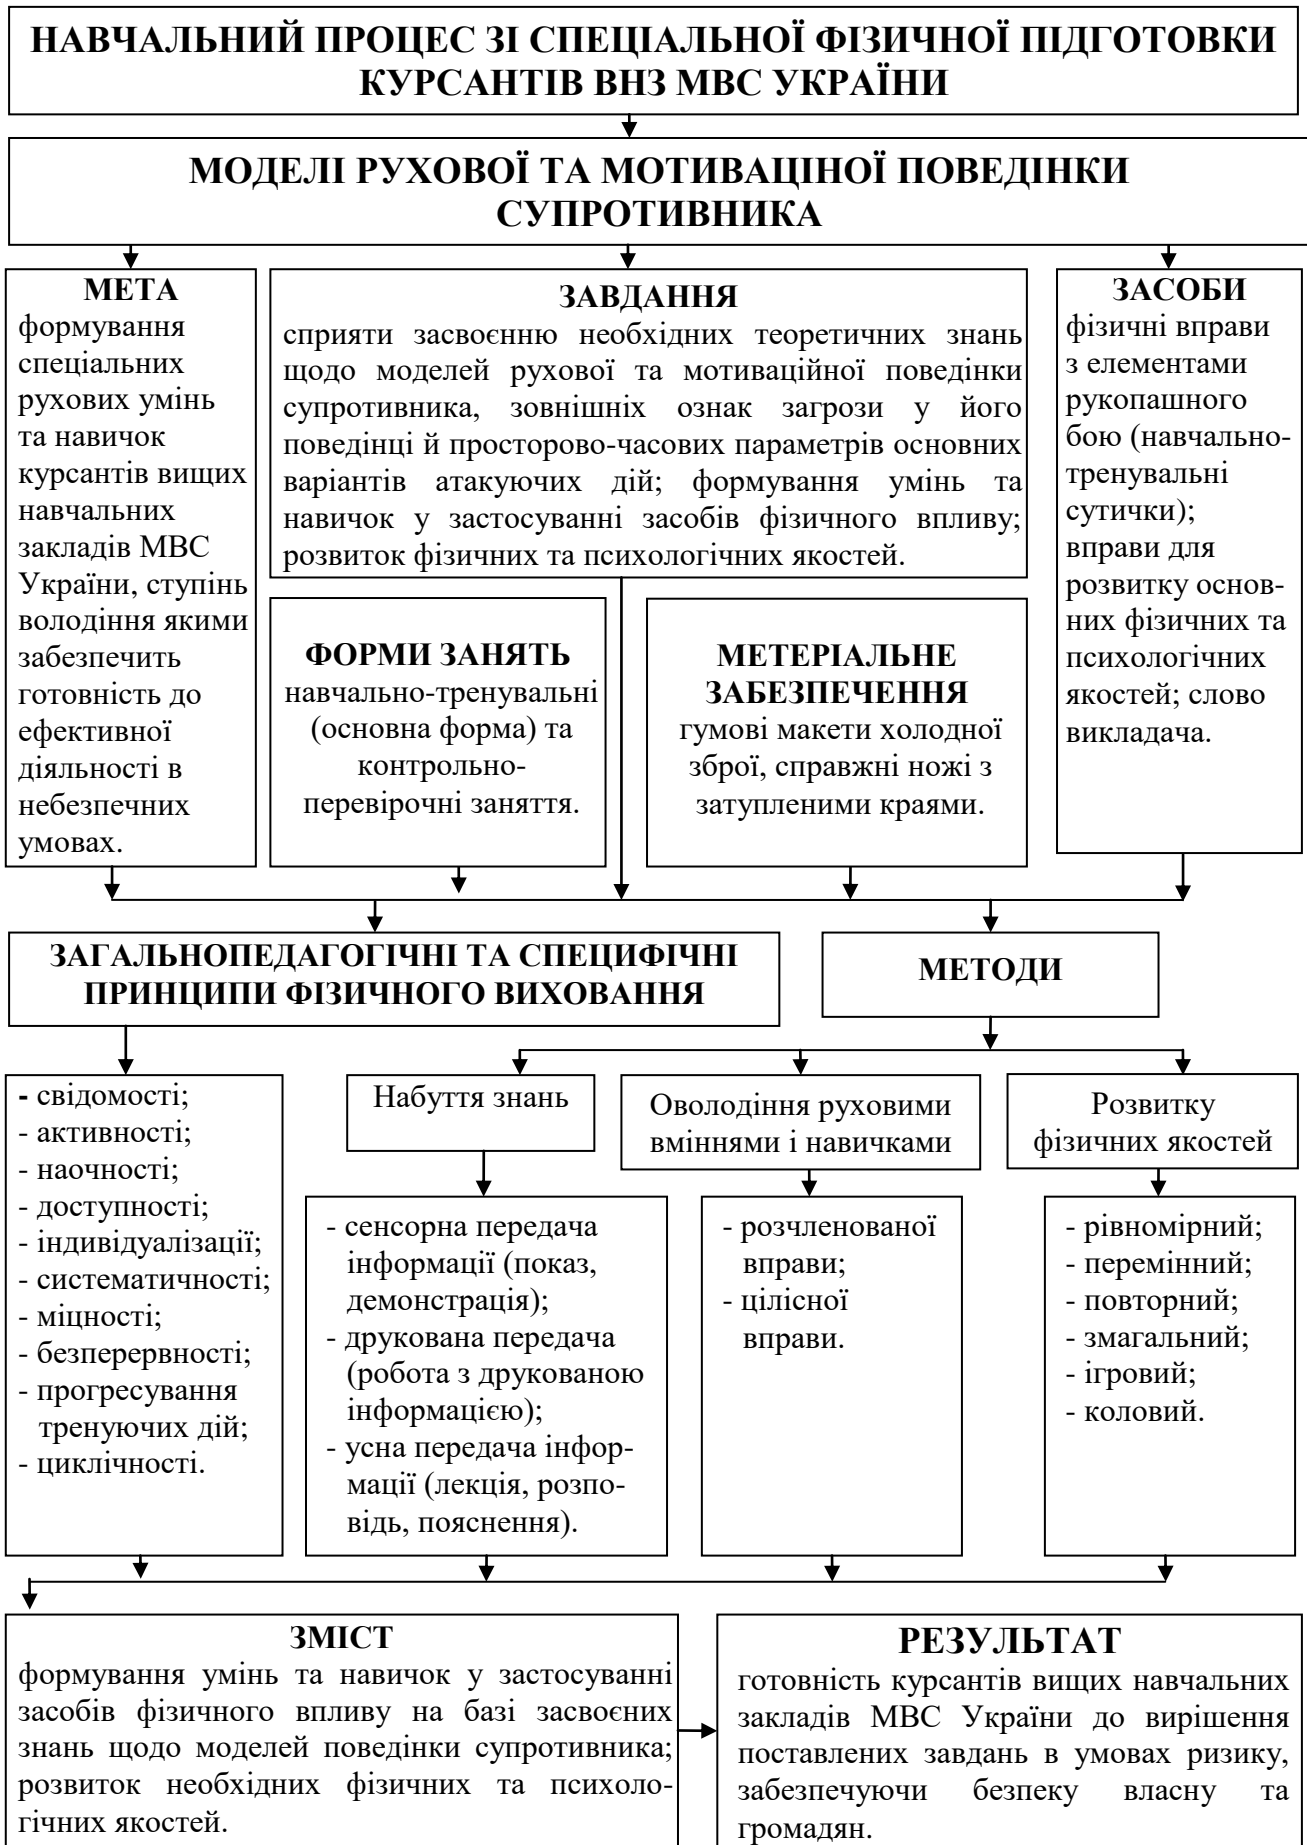 НАВЧАЛЬНИЙ ПРОЦЕС ЗІ СПЕЦІАЛЬНОЇ ФІЗИЧНОЇ ПІДГОТОВКИ
КУРСАНТІВ ВНЗ МВС УКРАЇНИ
МОДЕЛІ РУХОВОЇ ТА МОТИВАЦІНОЇ ПОВЕДІНКИ
СУПРОТИВНИКА
МЕТА
формування
спеціальних
рухових умінь
та навичок
курсантів вищих
навчальних
закладів МВС
України, ступінь
володіння якими
забезпечить
готовність до
ефективної
діяльності в
небезпечних
умовах.
ЗАВДАННЯ
сприяти засвоєнню необхідних теоретичних знань
щодо моделей рухової та мотиваційної поведінки
супротивника, зовнішніх ознак загрози у його
поведінці й просторово-часових параметрів основних
варіантів атакуючих дій; формування умінь та
навичок у застосуванні засобів фізичного впливу;
розвиток фізичних та психологічних якостей.
ЗАСОБИ
фізичні вправи
з елементами
рукопашного
бою (навчально-
тренувальні
сутички);
вправи для
розвитку основ-
них фізичних та
психологічних
якостей; слово
викладача.
ФОРМИ ЗАНЯТЬ
навчально-тренувальні
(основна форма) та
контрольно-
перевірочні заняття.
МЕТЕРІАЛЬНЕ
ЗАБЕЗПЕЧЕННЯ
гумові макети холодної
зброї, справжні ножі з
затупленими краями.
ЗАГАЛЬНОПЕДАГОГІЧНІ ТА СПЕЦИФІЧНІ
ПРИНЦИПИ ФІЗИЧНОГО ВИХОВАННЯ
МЕТОДИ
- свідомості;
- активності;
- наочності;
- доступності;
- індивідуалізації;
- систематичності;
- міцності;
- безперервності;
- прогресування
тренуючих дій;
- циклічності.
Набуття знань
Оволодіння руховими
вміннями і навичками
Розвитку
фізичних якостей
- сенсорна передача
інформації (показ,
демонстрація);
- друкована передача
(робота з друкованою
інформацією);
- усна передача інфор-
мації (лекція, розпо-
відь, пояснення).
- розчленованої
вправи;
- цілісної
вправи.
- рівномірний;
- перемінний;
- повторний;
- змагальний;
- ігровий;
- коловий.
ЗМІСТ
формування умінь та навичок у застосуванні
засобів фізичного впливу на базі засвоєних
знань щодо моделей поведінки супротивника;
розвиток необхідних фізичних та психоло-
гічних якостей.
РЕЗУЛЬТАТ
готовність курсантів вищих навчальних
закладів МВС України до вирішення
поставлених завдань в умовах ризику,
забезпечуючи безпеку власну та
громадян.